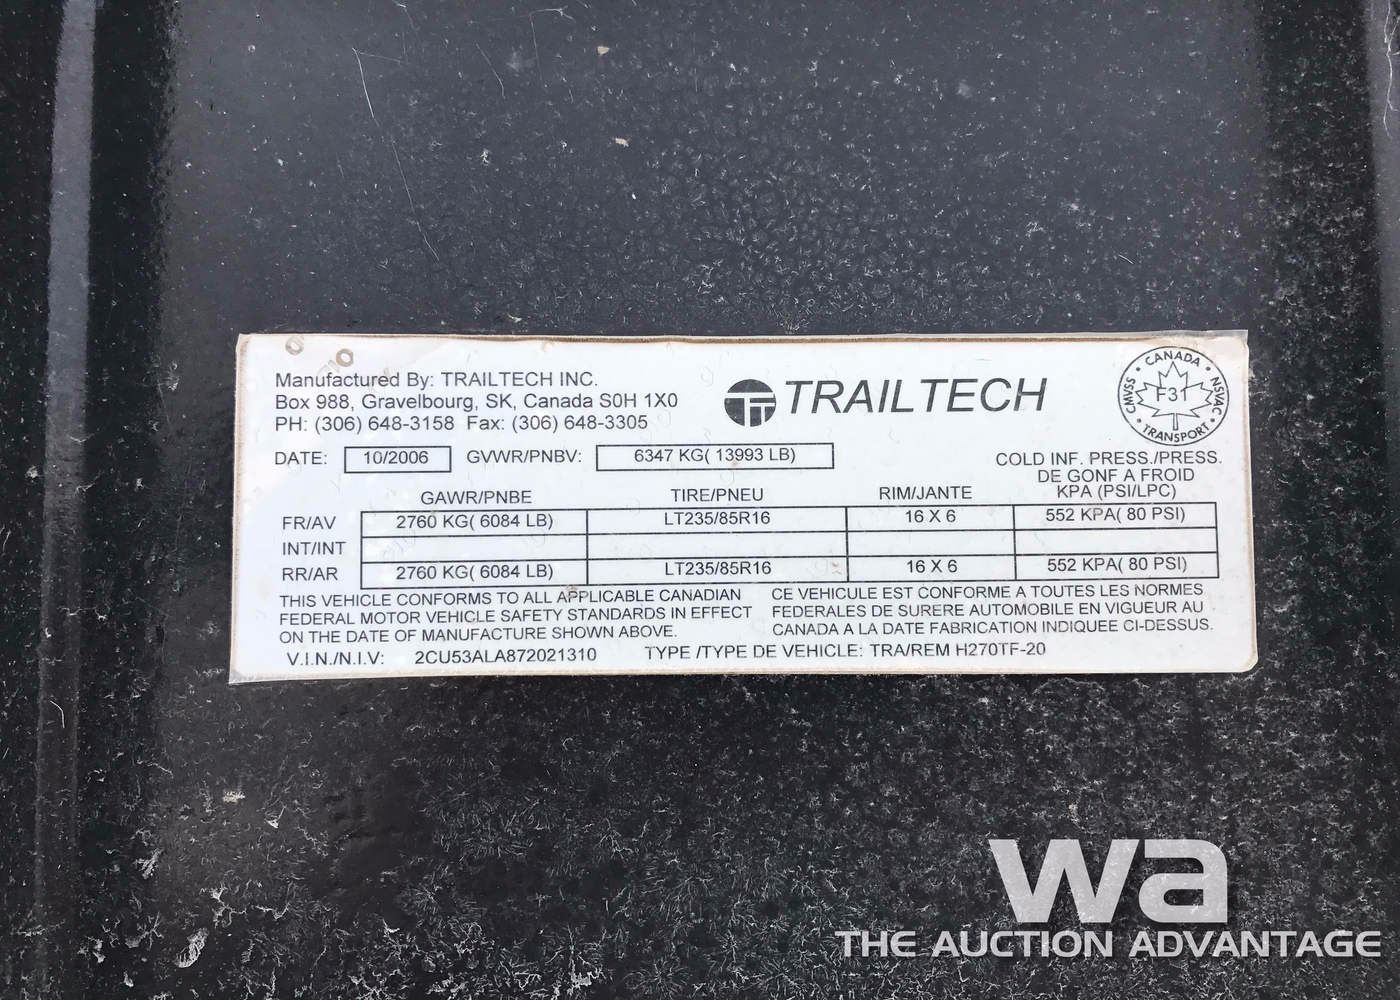 Manufactured By: TRAILTECH INC.
Box 988, Gravelbourg, SK, Canada S0H 1X0
PH: (306) 648-3158 Fax: (306) 648-3305
TRAILTECH
CANADA
CMVSS
F31
NSVAC
TRANSPORT
DATE: 10/2006 GVWR/PNBV: 6347 KG( 13993 LB)
COLD INF. PRESS./PRESS.
DE GONF A FROID
GAWR/PNBE TIRE/PNEU RIM/JANTE KPA (PSI/LPC)
FR/AV 2760 KG( 6084 LB) LT235/85R16 16 X 6 552 KPA( 80 PSI)
INT/INT
RR/AR 2760 KG( 6084 LB) LT235/85R16 16 X 6 552 KPA( 80 PSI)
THIS VEHICLE CONFORMS TO ALL APPLICABLE CANADIAN
FEDERAL MOTOR VEHICLE SAFETY STANDARDS IN EFFECT
ON THE DATE OF MANUFACTURE SHOWN ABOVE.
CE VEHICULE EST CONFORME A TOUTES LES NORMES
FEDERALES DE SURERE AUTOMOBILE EN VIGUEUR AU
CANADA A LA DATE FABRICATION INDIQUEE CI-DESSUS.
V.I.N./N.I.V: 2CU53ALA872021310 TYPE /TYPE DE VEHICLE: TRA/REM H270TF-20
wa
THE AUCTION ADVANTAGE